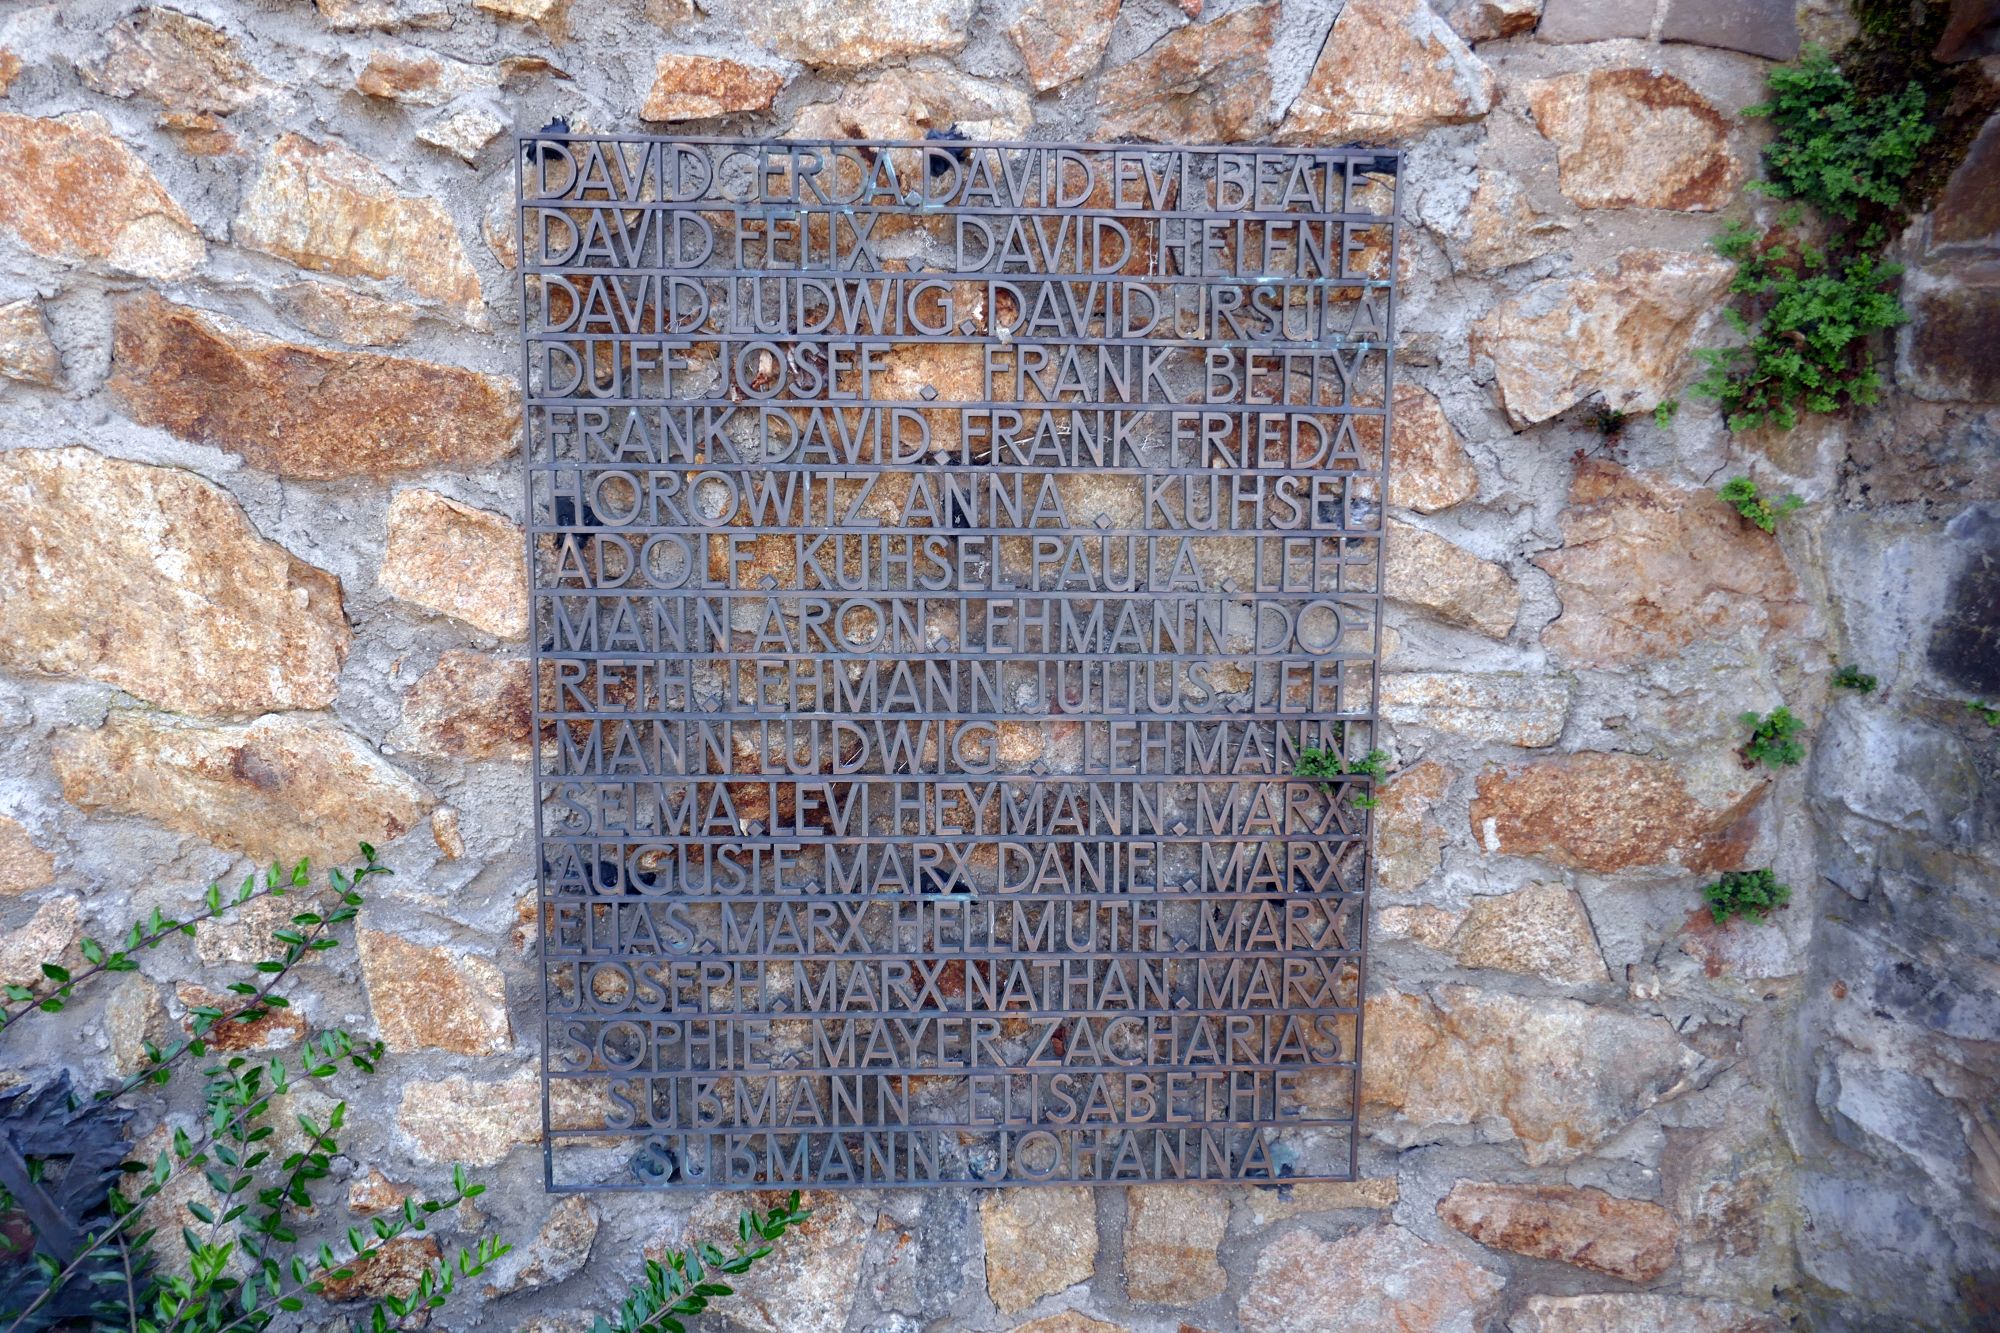 DAVID GERDA . DAVID EVI BEATE
DAVID FELIX . DAVID HELENE
DAVID LUDWIG . DAVID URSULA
DUFF JOSEF . FRANK BETTY
FRANK DAVID . FRANK FRIEDA
HOROWITZ ANNA . KUHSEL
ADOLF . KUHSEL PAULA . LEH-
MANN ARON . LEHMANN DO-
RETH . LEHMANN JULIUS . LEH
MANN LUDWIG . LEHMANN
SELMA . LEVI HEYMANN . MARX
AUGUSTE . MARX DANIEL . MARX
ELIAS . MARX HELLMUTH . MARX
JOSEPH . MARX NATHAN . MARX
SOPHIE . MAYER ZACHARIAS
SUßMANN ELISABETHE
SUßMANN JOHANNA